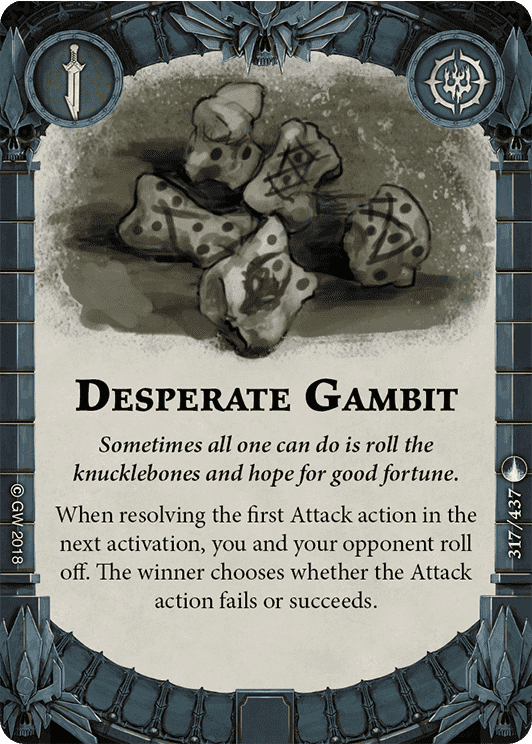 DESPERATE GAMBIT
Sometimes all one can do is roll the
knucklebones and hope for good fortune.
When resolving the first Attack action in the
next activation, you and your opponent roll
off. The winner chooses whether the Attack
action fails or succeeds.
© GW 2018
317/437